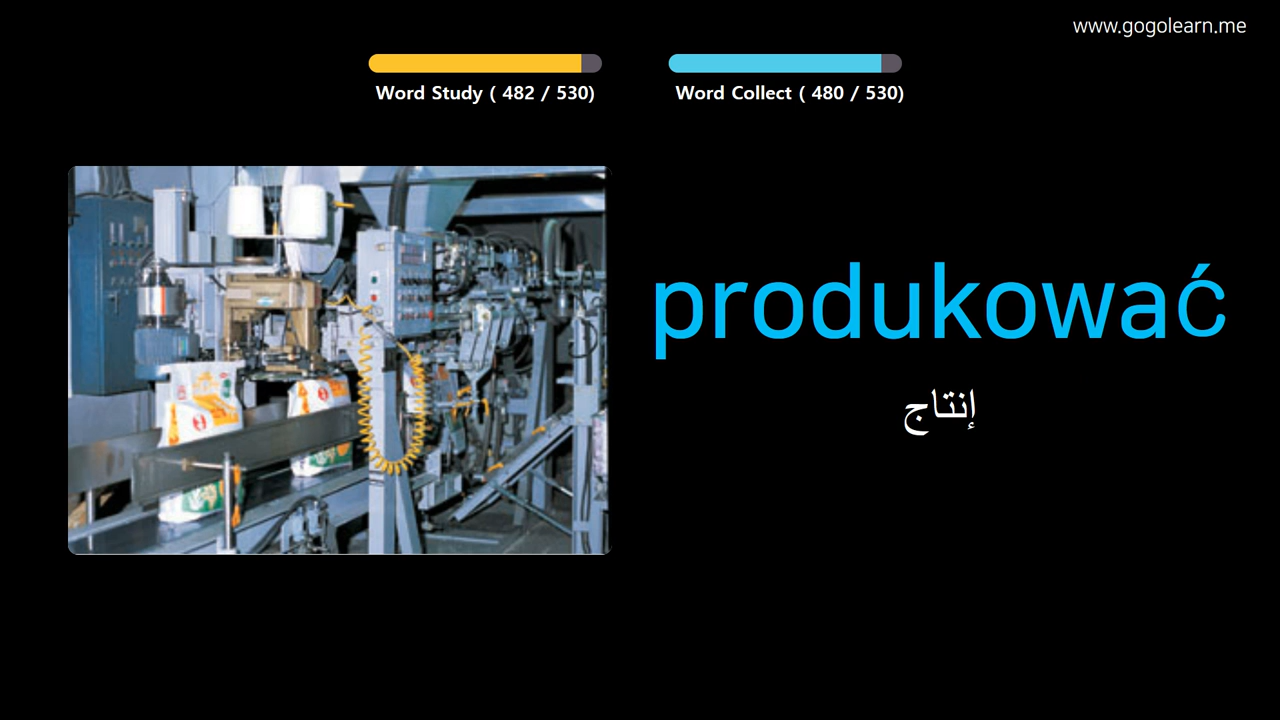 www.gogolearn.me
Word Study ( 482 / 530)
Word Collect ( 480 / 530)
produkować
إنتاج